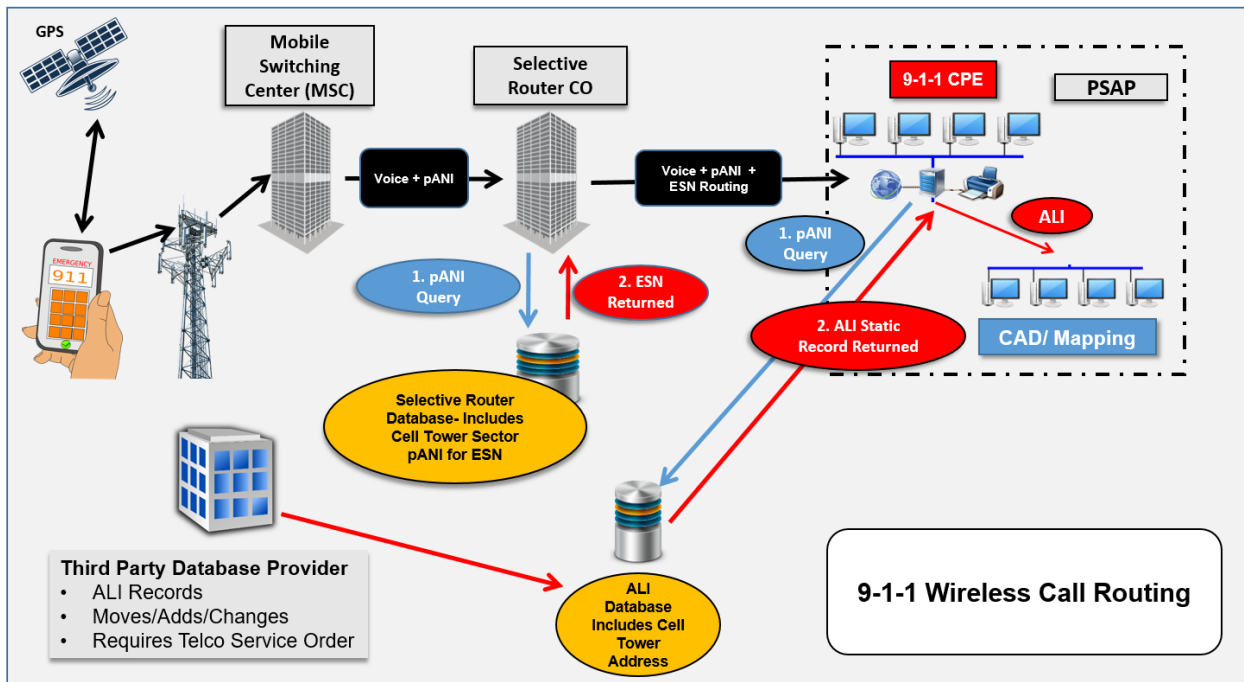 GPS
Mobile
Switching
Center (MSC)
Selective
Router CO
9-1-1 CPE
PSAP
Voice + pANI
Voice + pANI +
ESN Routing
EMERGENCY
911
1. pANI
Query
2. ESN
Returned
1. pANI
Query
ALI
2. ALI Static
Record Returned
CAD/ Mapping
Selective Router
Database- Includes
Cell Tower Sector
pANI for ESN
Third Party Database Provider
• ALI Records
• Moves/Adds/Changes
• Requires Telco Service Order
ALI
Database
Includes Cell
Tower
Address
9-1-1 Wireless Call Routing